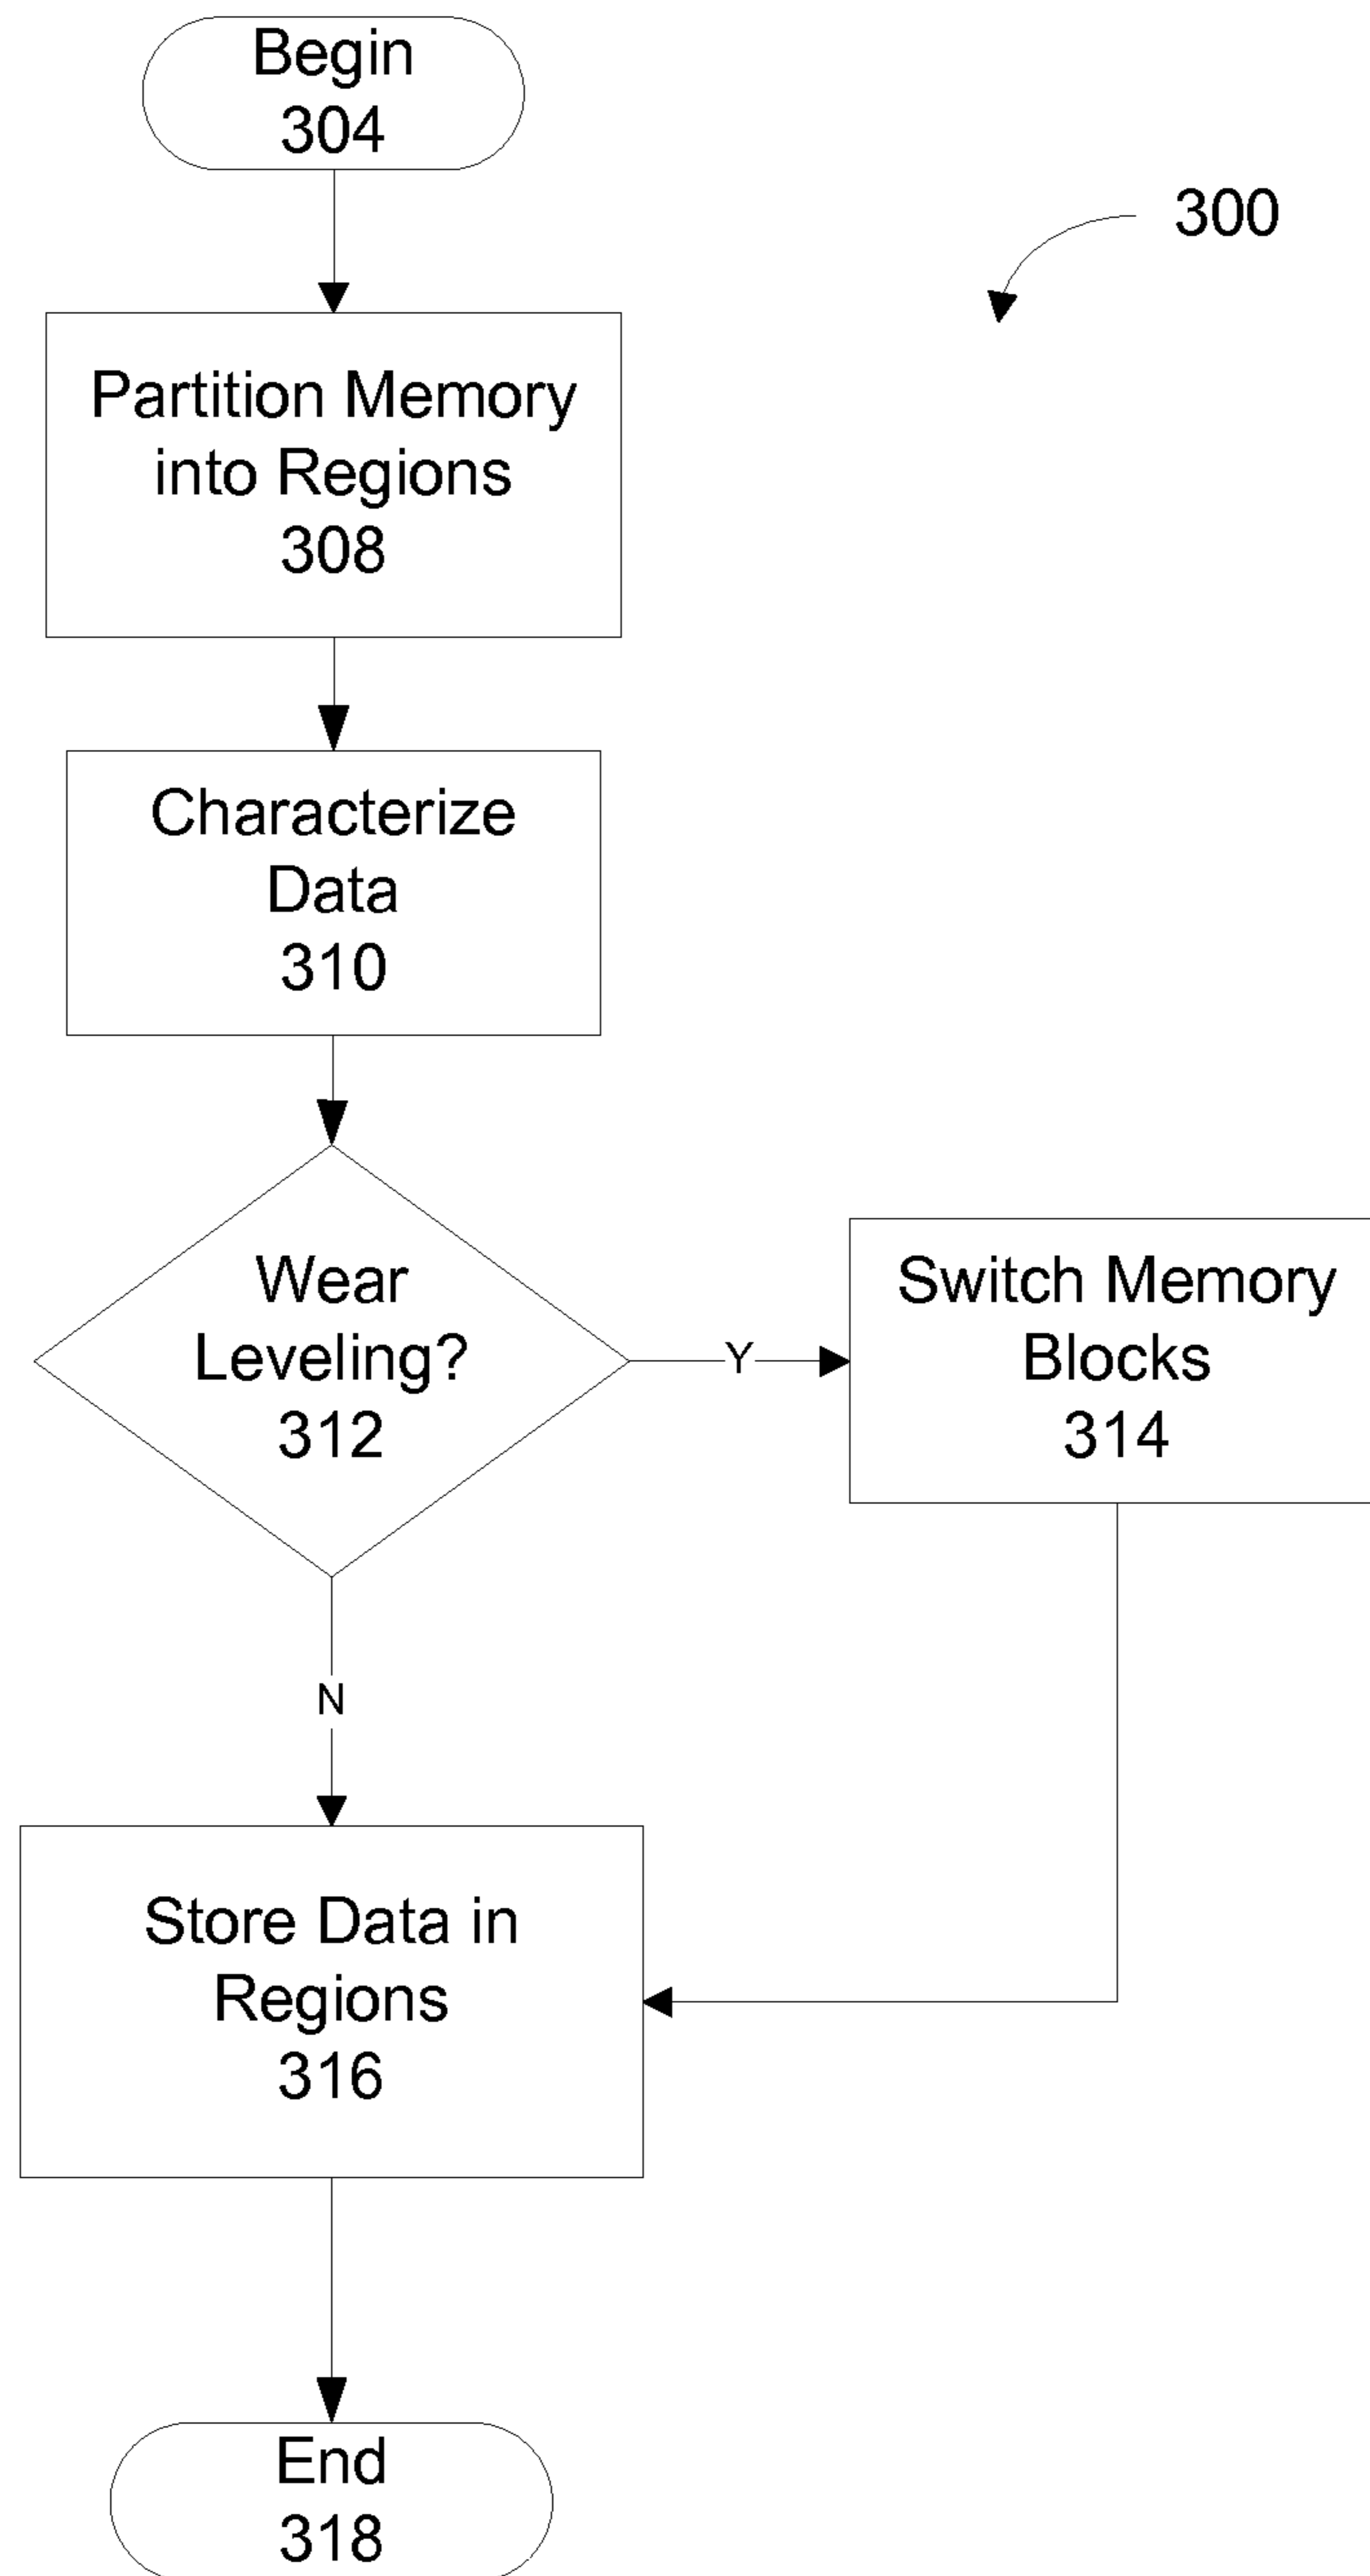 Begin
304
300
Partition Memory
into Regions
308
Characterize
Data
310
Wear
Leveling?
312
Y
Switch Memory
Blocks
314
N
Store Data in
Regions
316
End
318